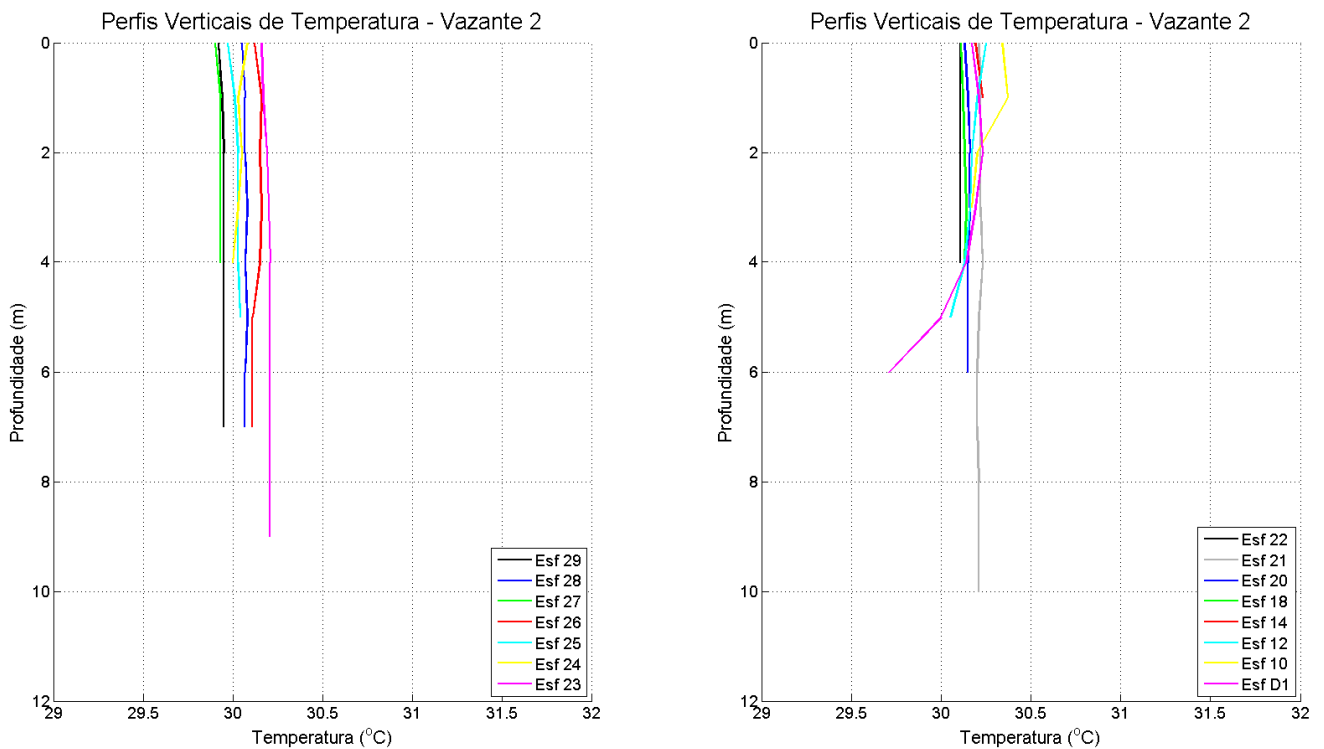 Perfis Verticais de Temperatura - Vazante 2
0
2
4
6
8
10
12
Profundidade (m)
29
29.5
30
30.5
31
31.5
32
Temperatura (°C)
Esf 29
Esf 28
Esf 27
Esf 26
Esf 25
Esf 24
Esf 23
Perfis Verticais de Temperatura - Vazante 2
0
2
4
6
8
10
12
Profundidade (m)
29
29.5
30
30.5
31
31.5
32
Temperatura (°C)
Esf 22
Esf 21
Esf 20
Esf 18
Esf 14
Esf 12
Esf 10
Esf D1